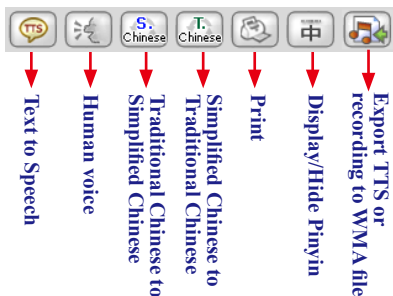 TTS
S.
Chinese
T.
Chinese
中
Text to Speech
Human voice
Traditional Chinese to
Simplified Chinese
Simplified Chinese to
Traditional Chinese
Print
Display/Hide Pinyin
Export TTS or
recording to WMA file